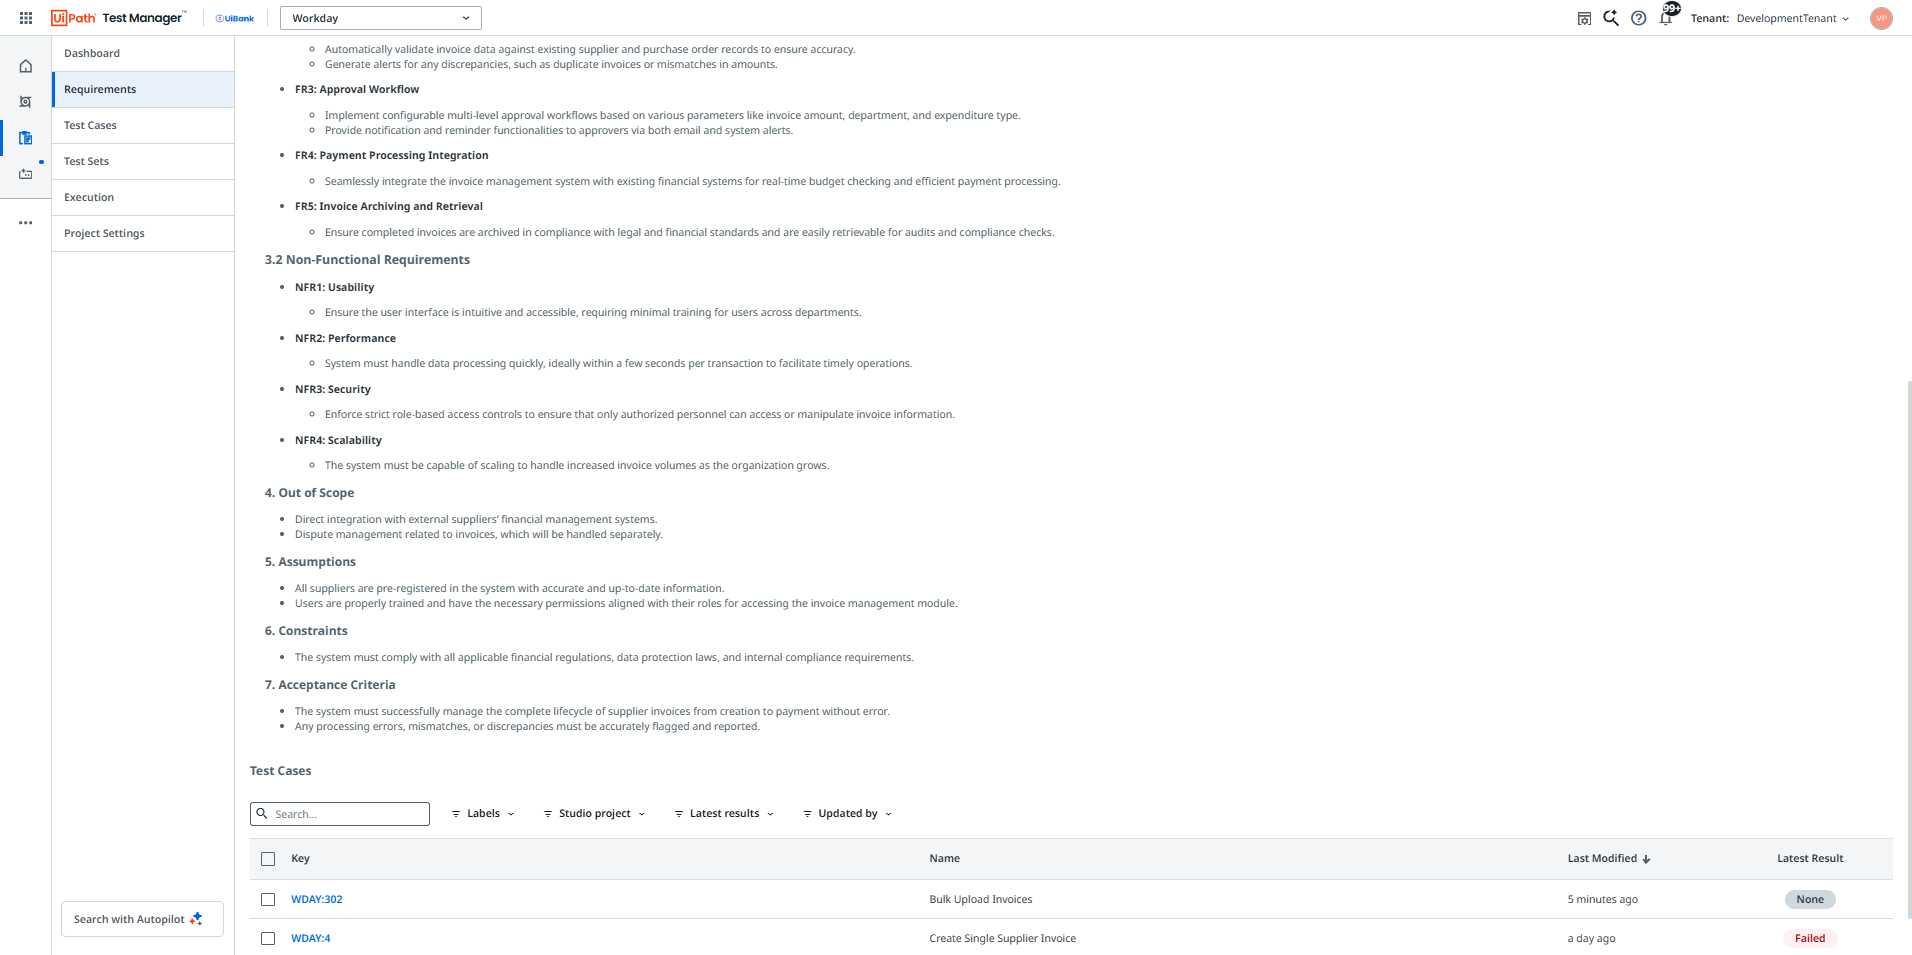 UiPath Test Manager™
UiBank
Workday
99+
Tenant: DevelopmentTenant
VP
Dashboard
Requirements
Test Cases
Test Sets
Execution
Project Settings
Search with Autopilot
Automatically validate invoice data against existing supplier and purchase order records to ensure accuracy.
Generate alerts for any discrepancies, such as duplicate invoices or mismatches in amounts.
FR3: Approval Workflow
Implement configurable multi-level approval workflows based on various parameters like invoice amount, department, and expenditure type.
Provide notification and reminder functionalities to approvers via both email and system alerts.
FR4: Payment Processing Integration
Seamlessly integrate the invoice management system with existing financial systems for real-time budget checking and efficient payment processing.
FR5: Invoice Archiving and Retrieval
Ensure completed invoices are archived in compliance with legal and financial standards and are easily retrievable for audits and compliance checks.
3.2 Non-Functional Requirements
NFR1: Usability
Ensure the user interface is intuitive and accessible, requiring minimal training for users across departments.
NFR2: Performance
System must handle data processing quickly, ideally within a few seconds per transaction to facilitate timely operations.
NFR3: Security
Enforce strict role-based access controls to ensure that only authorized personnel can access or manipulate invoice information.
NFR4: Scalability
The system must be capable of scaling to handle increased invoice volumes as the organization grows.
4. Out of Scope
Direct integration with external suppliers' financial management systems.
Dispute management related to invoices, which will be handled separately.
5. Assumptions
All suppliers are pre-registered in the system with accurate and up-to-date information.
Users are properly trained and have the necessary permissions aligned with their roles for accessing the invoice management module.
6. Constraints
The system must comply with all applicable financial regulations, data protection laws, and internal compliance requirements.
7. Acceptance Criteria
The system must successfully manage the complete lifecycle of supplier invoices from creation to payment without error.
Any processing errors, mismatches, or discrepancies must be accurately flagged and reported.
Test Cases
Search...
Labels
Studio project
Latest results
Updated by
Key Name Last Modified Latest Result
WDAY:302 Bulk Upload Invoices 5 minutes ago None
WDAY:4 Create Single Supplier Invoice a day ago Failed